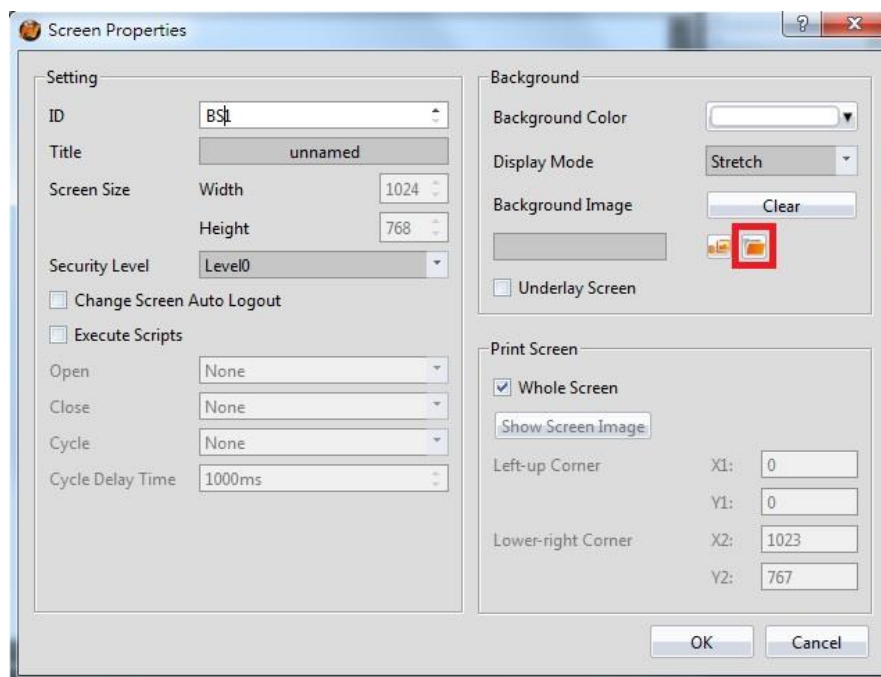 Screen Properties
Setting
ID BS1
Title unnamed
Screen Size Width 1024
Height 768
Security Level Level0
Change Screen Auto Logout
Execute Scripts
Open None
Close None
Cycle None
Cycle Delay Time 1000ms
Background
Background Color
Display Mode Stretch
Background Image Clear
Underlay Screen
Print Screen
Whole Screen
Show Screen Image
Left-up Corner X1: 0
Y1: 0
Lower-right Corner X2: 1023
Y2: 767
OK Cancel